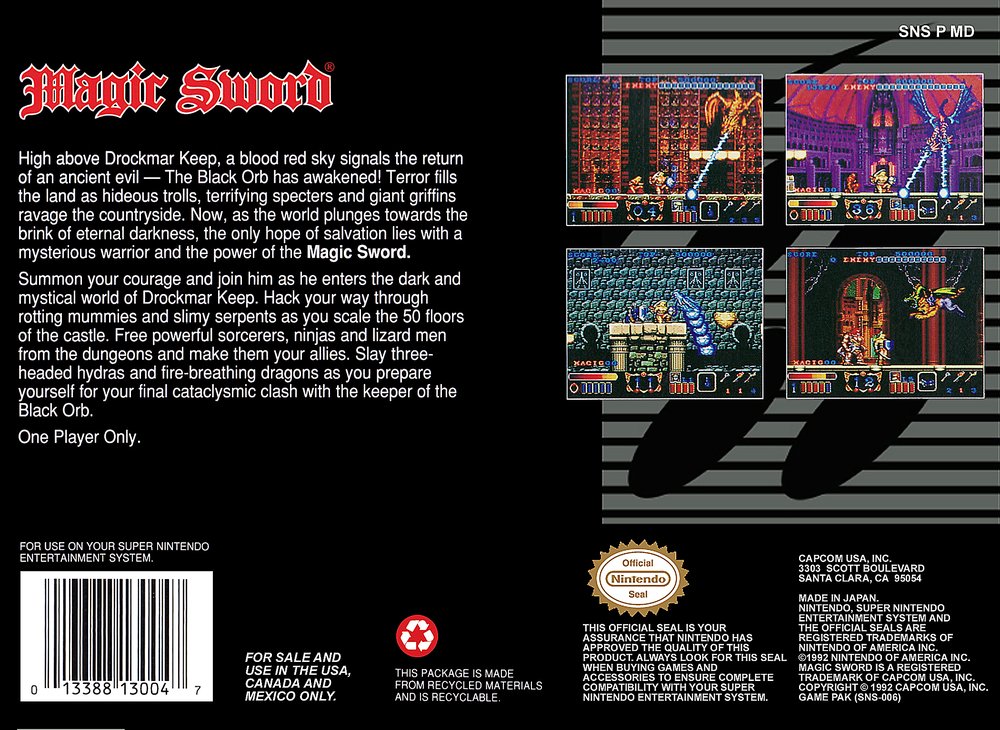 SNS P MD
Magic Sword®
High above Drockmar Keep, a blood red sky signals the return
of an ancient evil — The Black Orb has awakened! Terror fills
the land as hideous trolls, terrifying specters and giant griffins
ravage the countryside. Now, as the world plunges towards the
brink of eternal darkness, the only hope of salvation lies with a
mysterious warrior and the power of the Magic Sword.
Summon your courage and join him as he enters the dark and
mystical world of Drockmar Keep. Hack your way through
rotting mummies and slimy serpents as you scale the 50 floors
of the castle. Free powerful sorcerers, ninjas and lizard men
from the dungeons and make them your allies. Slay three-
headed hydras and fire-breathing dragons as you prepare
yourself for your final cataclysmic clash with the keeper of the
Black Orb.
One Player Only.
SCORE TOP
ENEMY
MAGIC
ENEMY
MAGIC
SCORE TOP
MAGIC
11
SCORE TOP
ENEMY
MAGIC
FOR USE ON YOUR SUPER NINTENDO
ENTERTAINMENT SYSTEM.
0 13388 13004 7
FOR SALE AND
USE IN THE USA,
CANADA AND
MEXICO ONLY.
THIS PACKAGE IS MADE
FROM RECYCLED MATERIALS
AND IS RECYCLABLE.
Official
Nintendo
Seal
THIS OFFICIAL SEAL IS YOUR
ASSURANCE THAT NINTENDO HAS
APPROVED THE QUALITY OF THIS
PRODUCT. ALWAYS LOOK FOR THIS SEAL
WHEN BUYING GAMES AND
ACCESSORIES TO ENSURE COMPLETE
COMPATIBILITY WITH YOUR SUPER
NINTENDO ENTERTAINMENT SYSTEM.
CAPCOM USA, INC.
3303 SCOTT BOULEVARD
SANTA CLARA, CA 95054
MADE IN JAPAN.
NINTENDO, SUPER NINTENDO
ENTERTAINMENT SYSTEM AND
THE OFFICIAL SEALS ARE
REGISTERED TRADEMARKS OF
NINTENDO OF AMERICA INC.
©1992 NINTENDO OF AMERICA INC.
MAGIC SWORD IS A REGISTERED
TRADEMARK OF CAPCOM USA, INC.
COPYRIGHT © 1992 CAPCOM USA, INC.
GAME PAK (SNS-006)